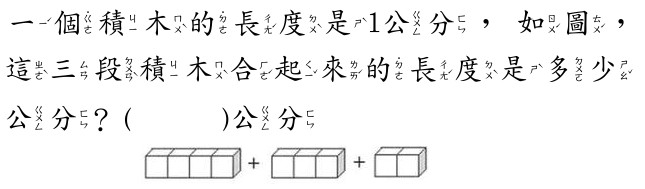 一個積木的長度是1公分，如圖，
這三段積木合起來的長度是多少
公分？(　　　)公分
+ +